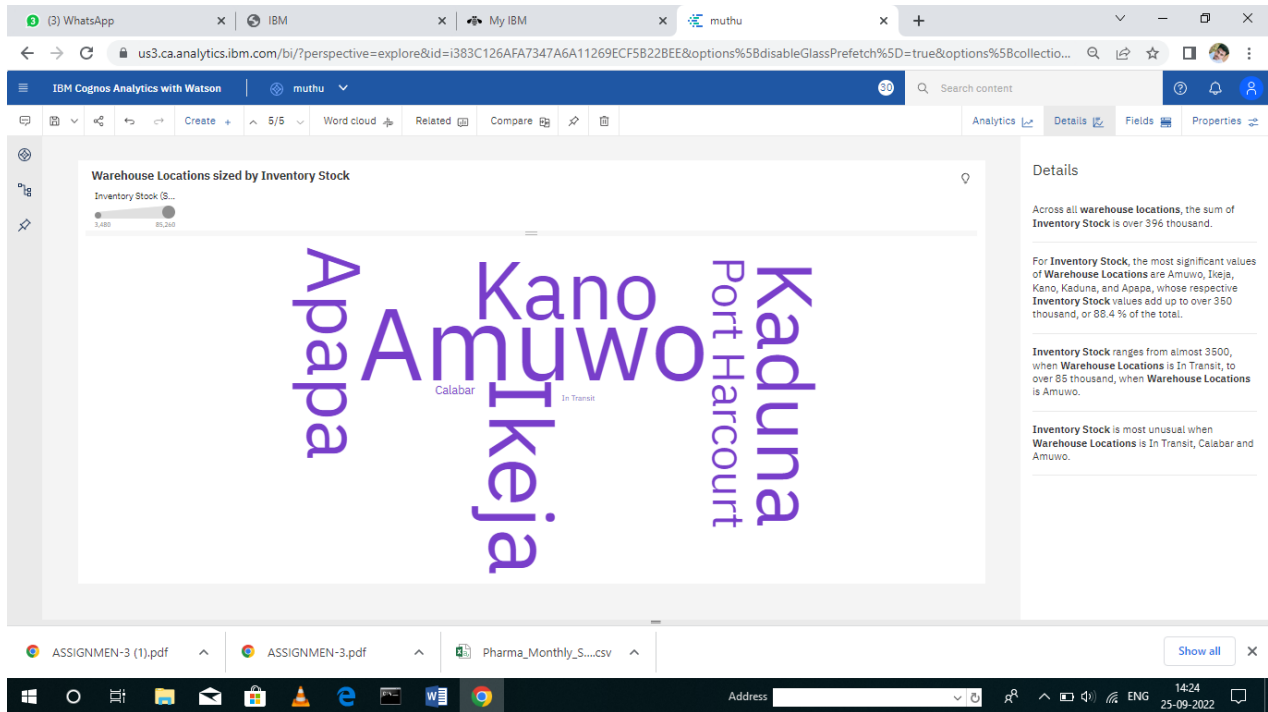 (3) WhatsApp
IBM
My IBM
muthu
us3.ca.analytics.ibm.com/bi/?perspective=explore&id=i383C126AFA7347A6A11269ECF5B22BEE&options%5BdisableGlassPrefetch%5D=true&options%5Bcollectio...
IBM Cognos Analytics with Watson
muthu
30
Search content
Create +
5/5
Word cloud
Related
Compare
Analytics
Details
Fields
Properties
Warehouse Locations sized by Inventory Stock
Inventory Stock (S...
3,480
85,260
Apapa
Kano
Amuwo
Calabar
Ikeja
In Transit
Port Harcourt
Kaduna
Details
Across all warehouse locations, the sum of
Inventory Stock is over 396 thousand.
For Inventory Stock, the most significant values
of Warehouse Locations are Amuwo, Ikeja,
Kano, Kaduna, and Apapa, whose respective
Inventory Stock values add up to over 350
thousand, or 88.4 % of the total.
Inventory Stock ranges from almost 3500,
when Warehouse Locations is In Transit, to
over 85 thousand, when Warehouse Locations
is Amuwo.
Inventory Stock is most unusual when
Warehouse Locations is In Transit, Calabar and
Amuwo.
ASSIGNMEN-3 (1).pdf
ASSIGNMEN-3.pdf
Pharma_Monthly_S....csv
Show all
Address
ENG
14:24
25-09-2022